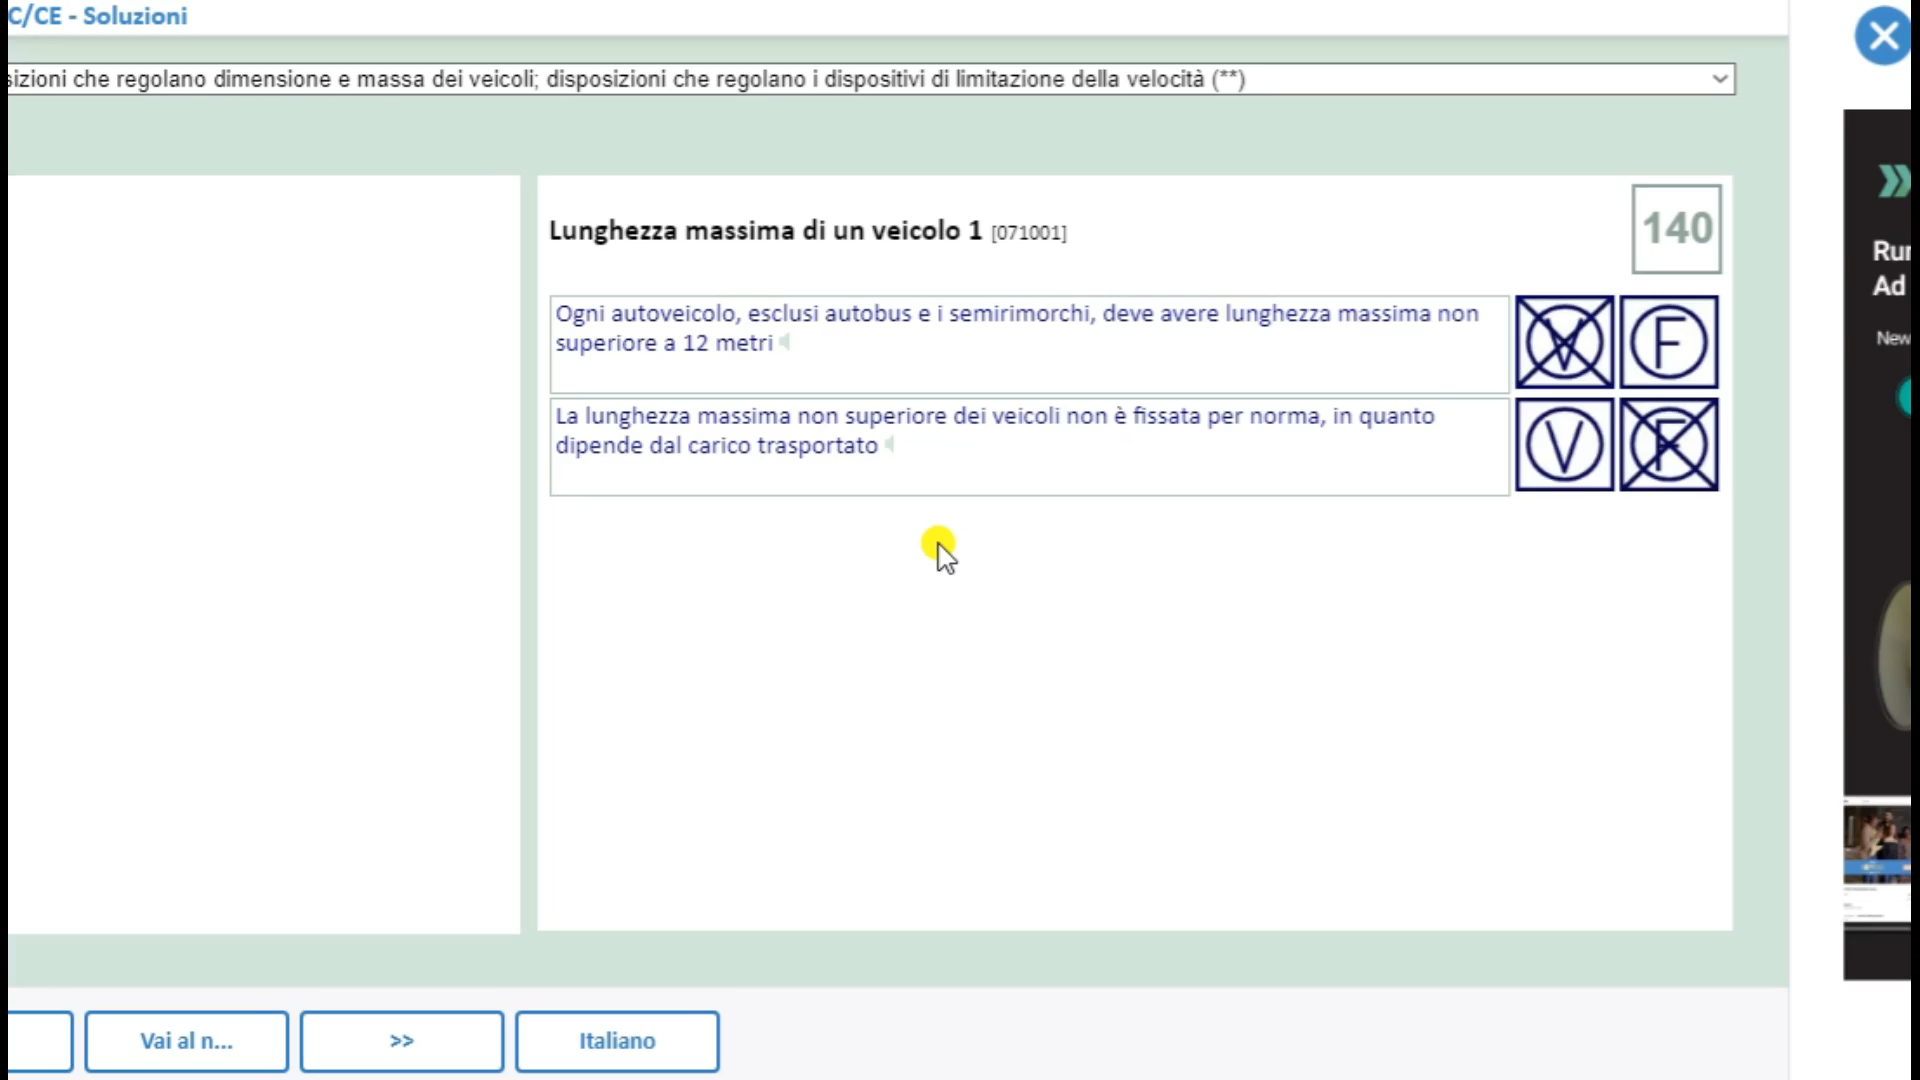 C/CE - Soluzioni
sizioni che regolano dimensione e massa dei veicoli; disposizioni che regolano i dispositivi di limitazione della velocità (**)
Lunghezza massima di un veicolo 1 [071001]
140
Ogni autoveicolo, esclusi autobus e i semirimorchi, deve avere lunghezza massima non
superiore a 12 metri
V F
La lunghezza massima non superiore dei veicoli non è fissata per norma, in quanto
dipende dal carico trasportato
V F
Vai al n...
>>
Italiano
Ad
New